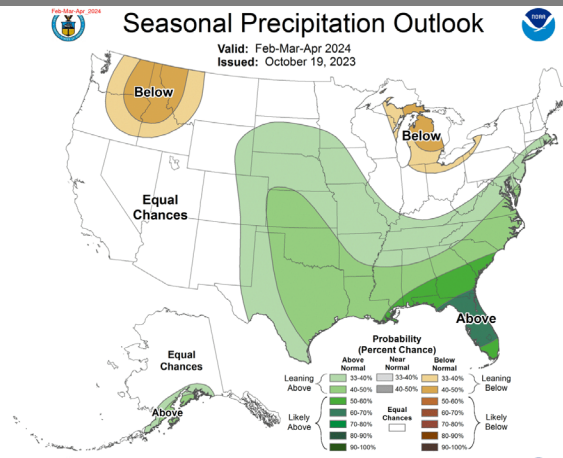 Feb-Mar-Apr_2024
Seasonal Precipitation Outlook
NOAA
Valid: Feb-Mar-Apr 2024
Issued: October 19, 2023
Below
Below
Equal
Chances
Above
Equal
Chances
Above
Probability
(Percent Chance)
Above
Normal
Near
Normal
Below
Normal
Leaning
Above
33-40%
40-50%
33-40%
40-50%
33-40%
40-50%
Leaning
Below
Likely
Above
50-60%
60-70%
70-80%
80-90%
90-100%
Equal
Chances
50-60%
60-70%
70-80%
80-90%
90-100%
Likely
Below